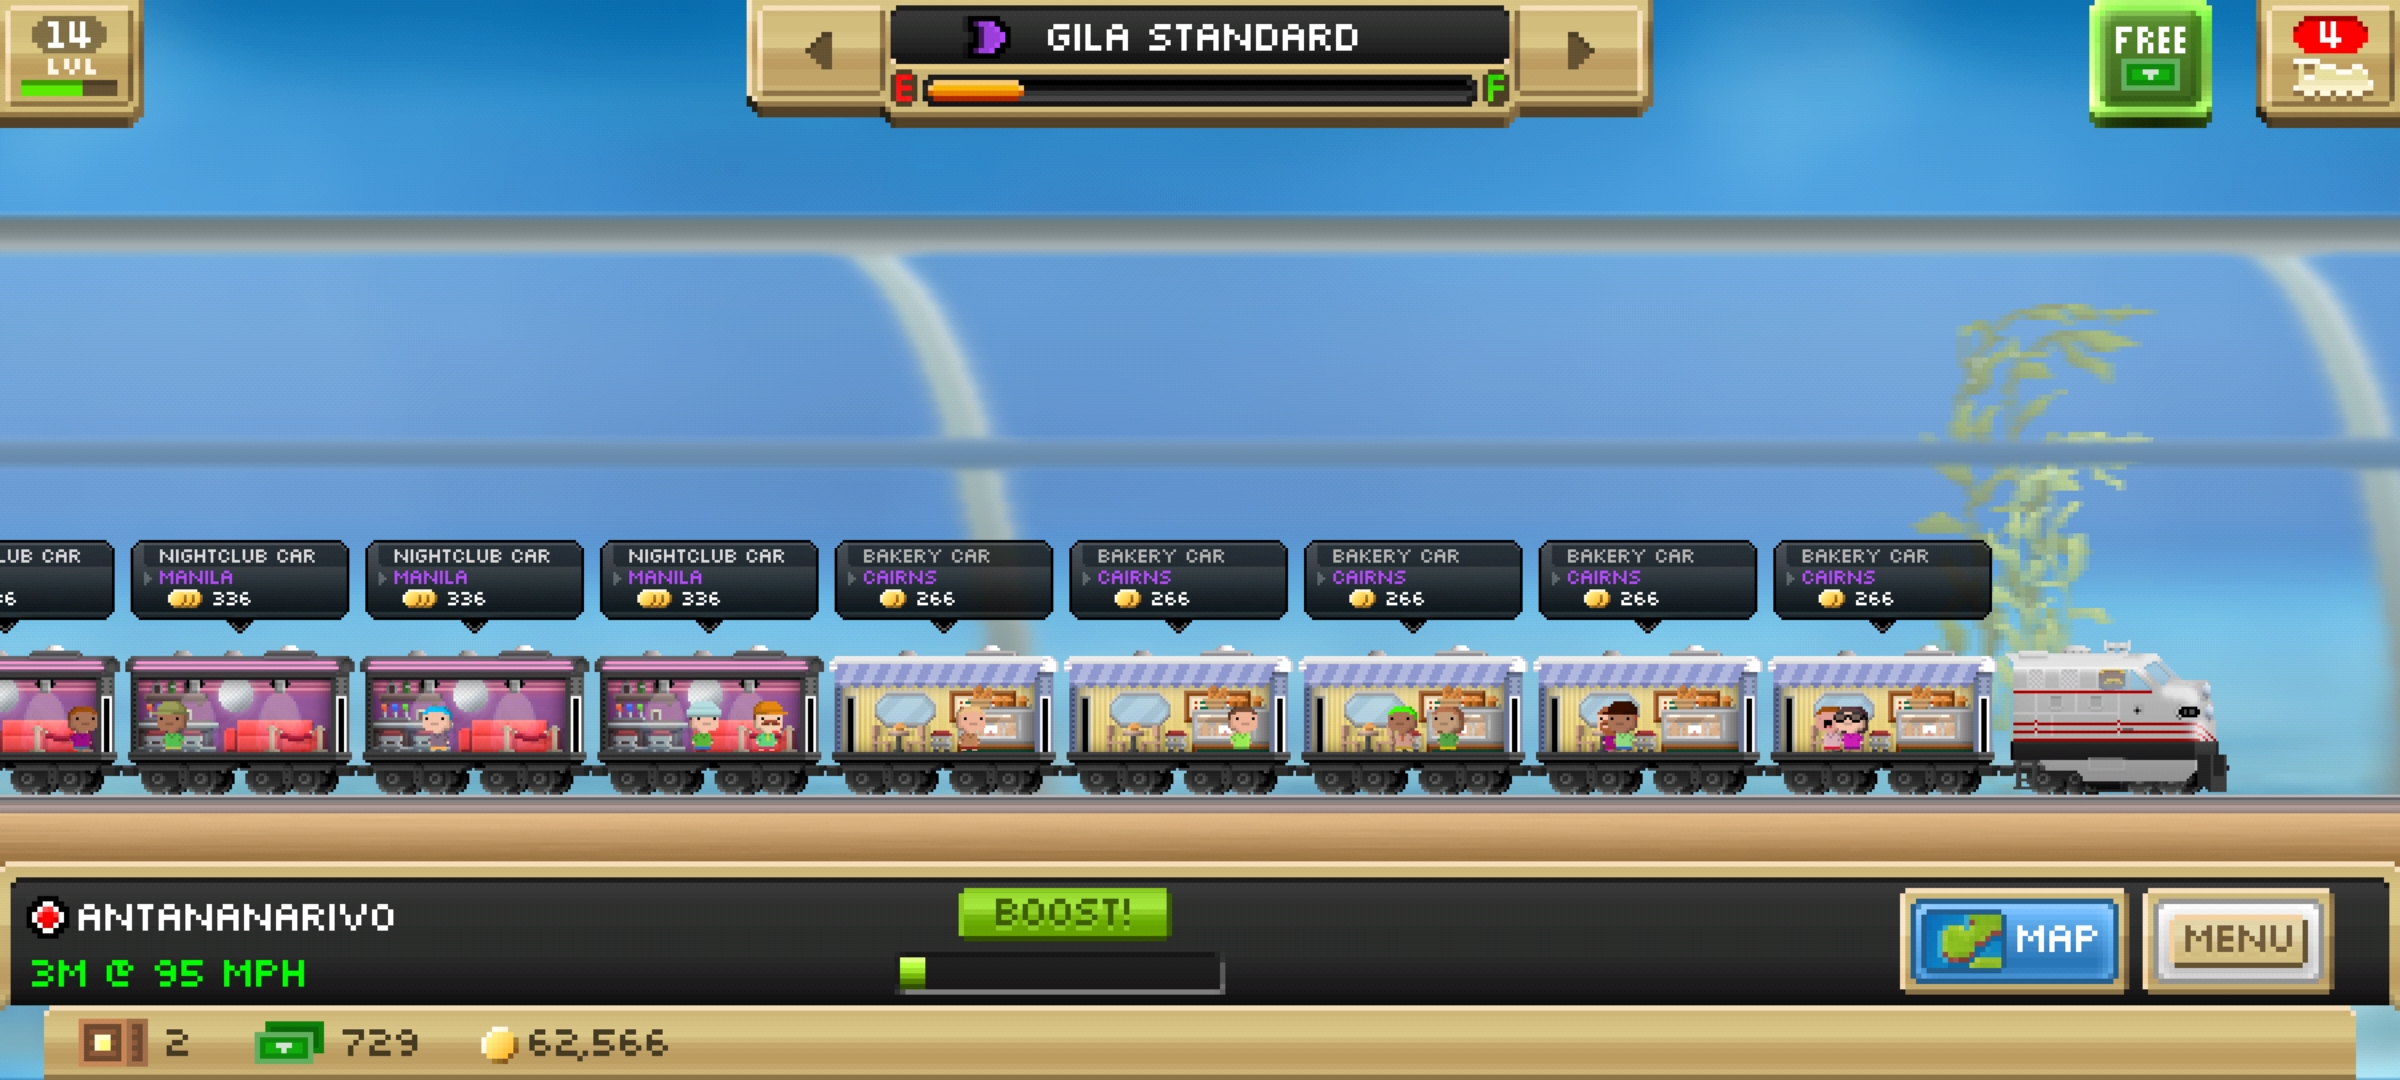 14
LVL
GILA STANDARD
E
F
FREE
4
LUB CAR
NIGHTCLUB CAR
MANILA
336
NIGHTCLUB CAR
MANILA
336
NIGHTCLUB CAR
MANILA
336
BAKERY CAR
CAIRNS
266
BAKERY CAR
CAIRNS
266
BAKERY CAR
CAIRNS
266
BAKERY CAR
CAIRNS
266
BAKERY CAR
CAIRNS
266
ANTANANARIVO
3M @ 95 MPH
BOOST!
MAP
MENU
2
729
62,566